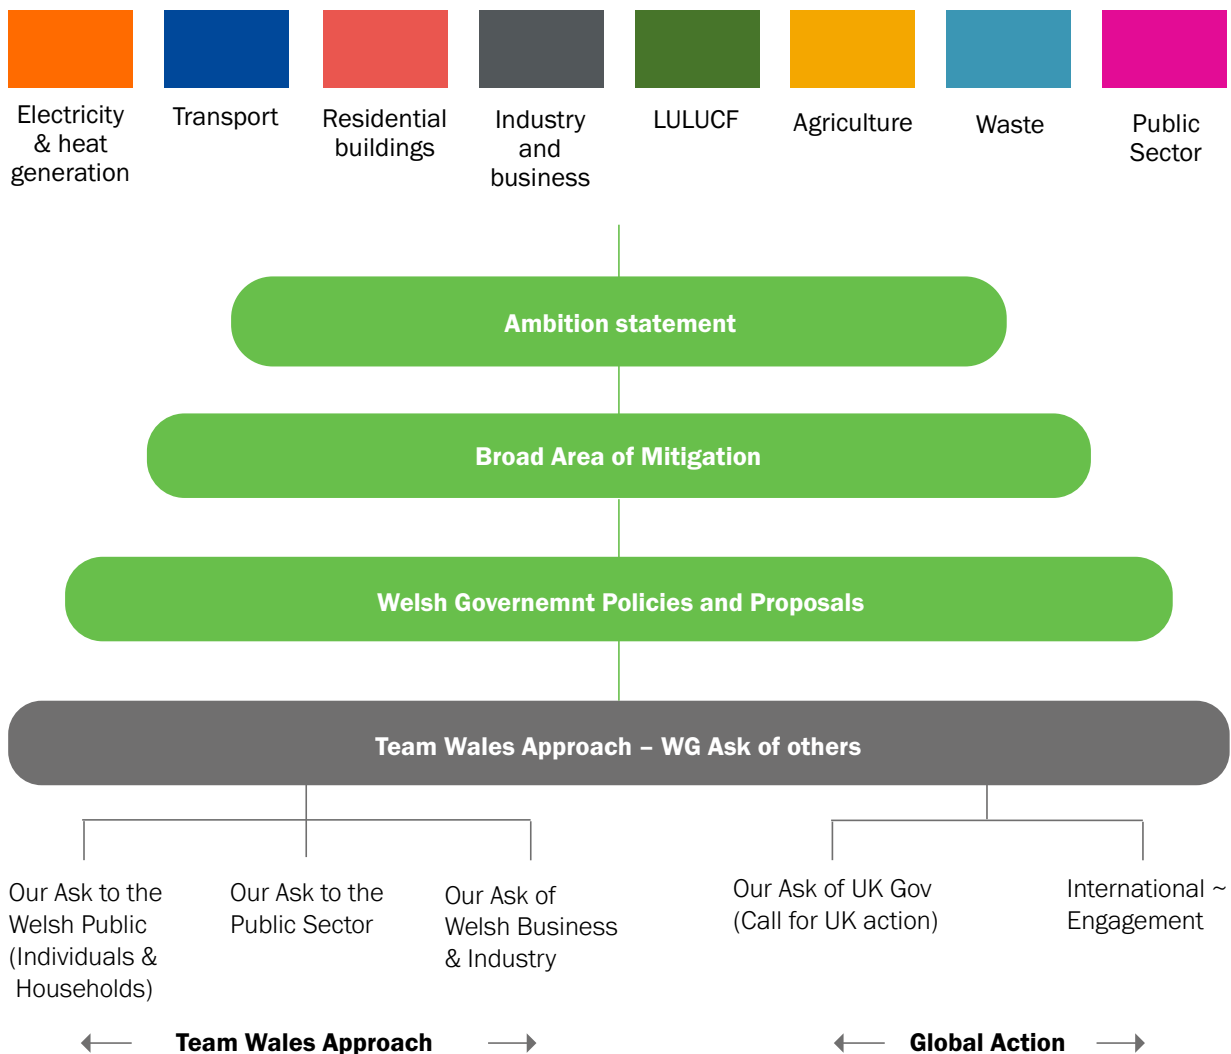 Electricity
& heat
generation
Transport
Residential
buildings
Industry
and
business
LULUCF
Agriculture
Waste
Public
Sector
Ambition statement
Broad Area of Mitigation
Welsh Governemnt Policies and Proposals
Team Wales Approach – WG Ask of others
Our Ask to the
Welsh Public
(Individuals &
Households)
Our Ask to the
Public Sector
Our Ask of
Welsh Business
& Industry
Our Ask of UK Gov
(Call for UK action)
International ~
Engagement
Team Wales Approach
Global Action